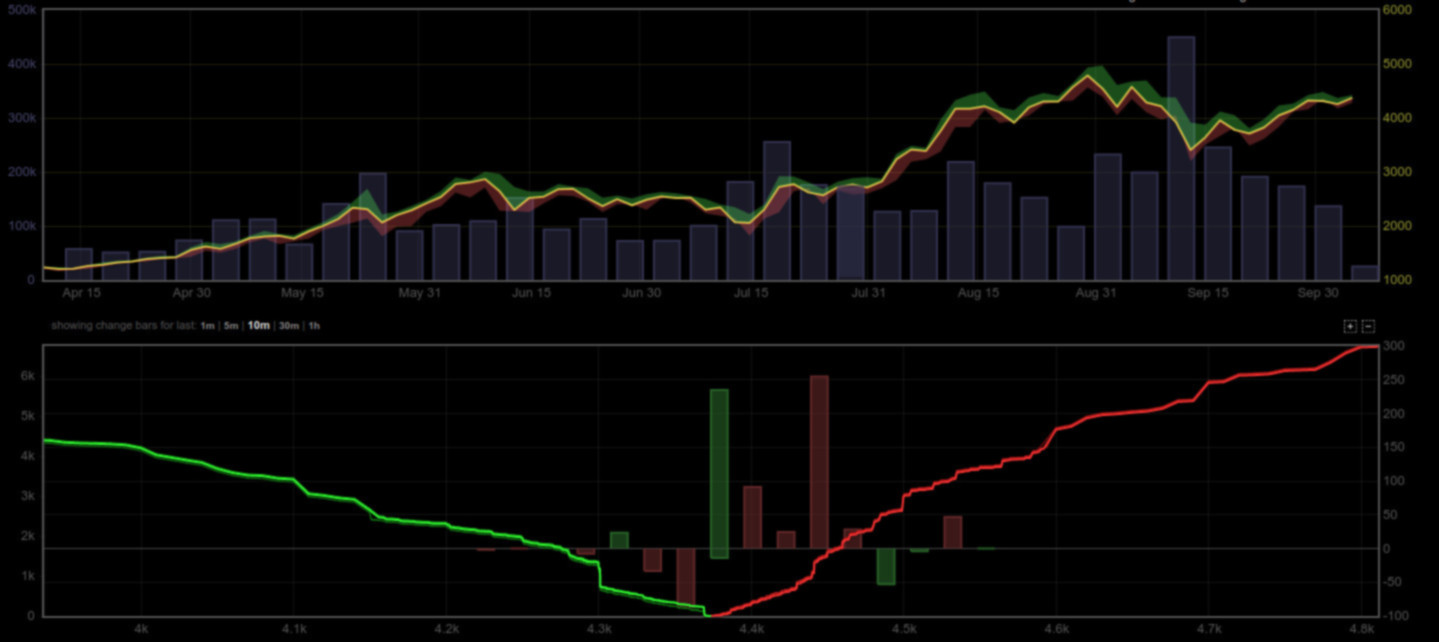 500k 6000
400k 5000
300k 4000
200k 3000
100k 2000
0 1000
Apr 15 Apr 30 May 15 May 31 Jun 15 Jun 30 Jul 15 Jul 31 Aug 15 Aug 31 Sep 15 Sep 30
showing change bars for last: 1m | 5m | 10m | 30m | 1h + −
300
6k 250
5k 200
150
4k 100
3k 50
2k 0
1k -50
0 -100
4k 4.1k 4.2k 4.3k 4.4k 4.5k 4.6k 4.7k 4.8k